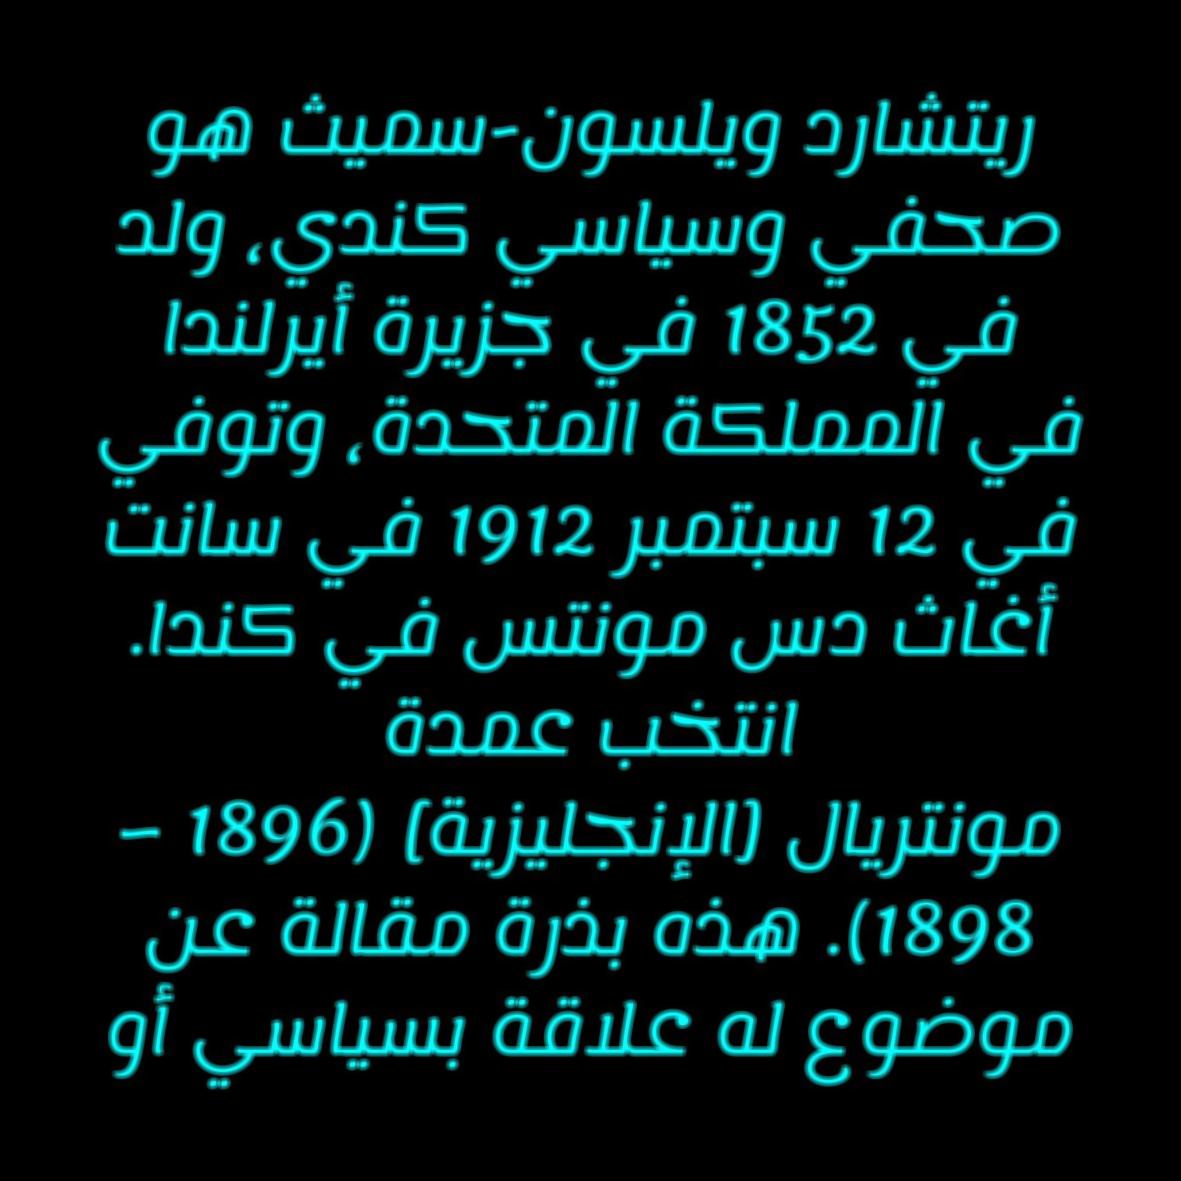 ريتشارد ويلسون-سميث هو
صحفي وسياسي كندي، ولد
في 1852 في جزيرة أيرلندا
في المملكة المتحدة، وتوفي
في 12 سبتمبر 1912 في سانت
أغاث دس مونتس في كندا.
انتخب عمدة
مونتريال [الإنجليزية] (1896 –
1898). هذه بذرة مقالة عن
موضوع له علاقة بسياسي أو